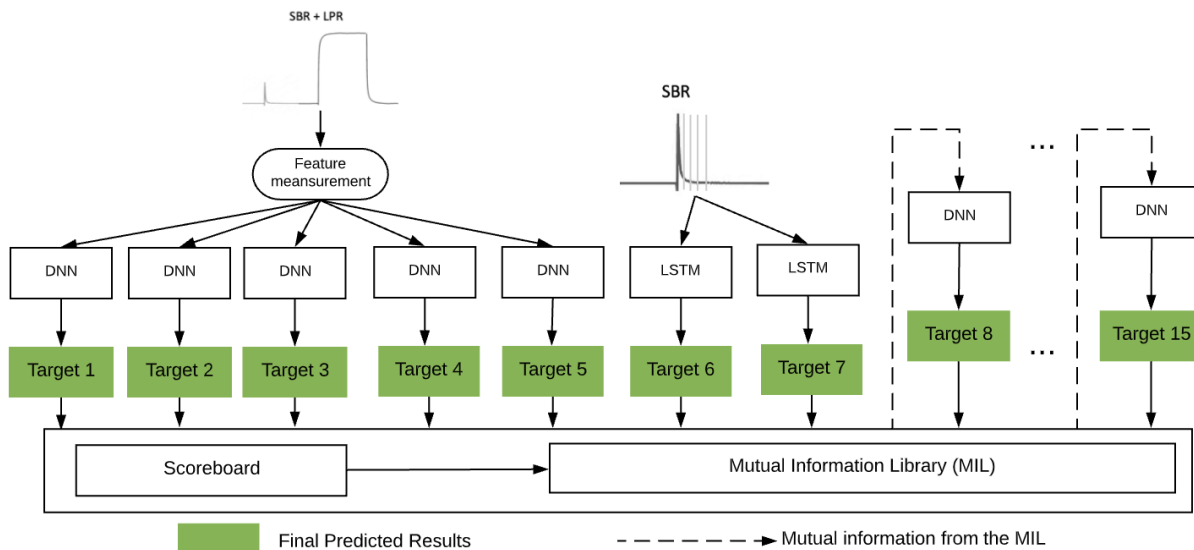 SBR + LPR
SBR
Feature
meansurement
...
DNN
DNN
DNN
DNN
DNN
DNN
DNN
LSTM
LSTM
Target 8
Target 15
...
Target 1
Target 2
Target 3
Target 4
Target 5
Target 6
Target 7
Scoreboard
Mutual Information Library (MIL)
Final Predicted Results
Mutual information from the MIL